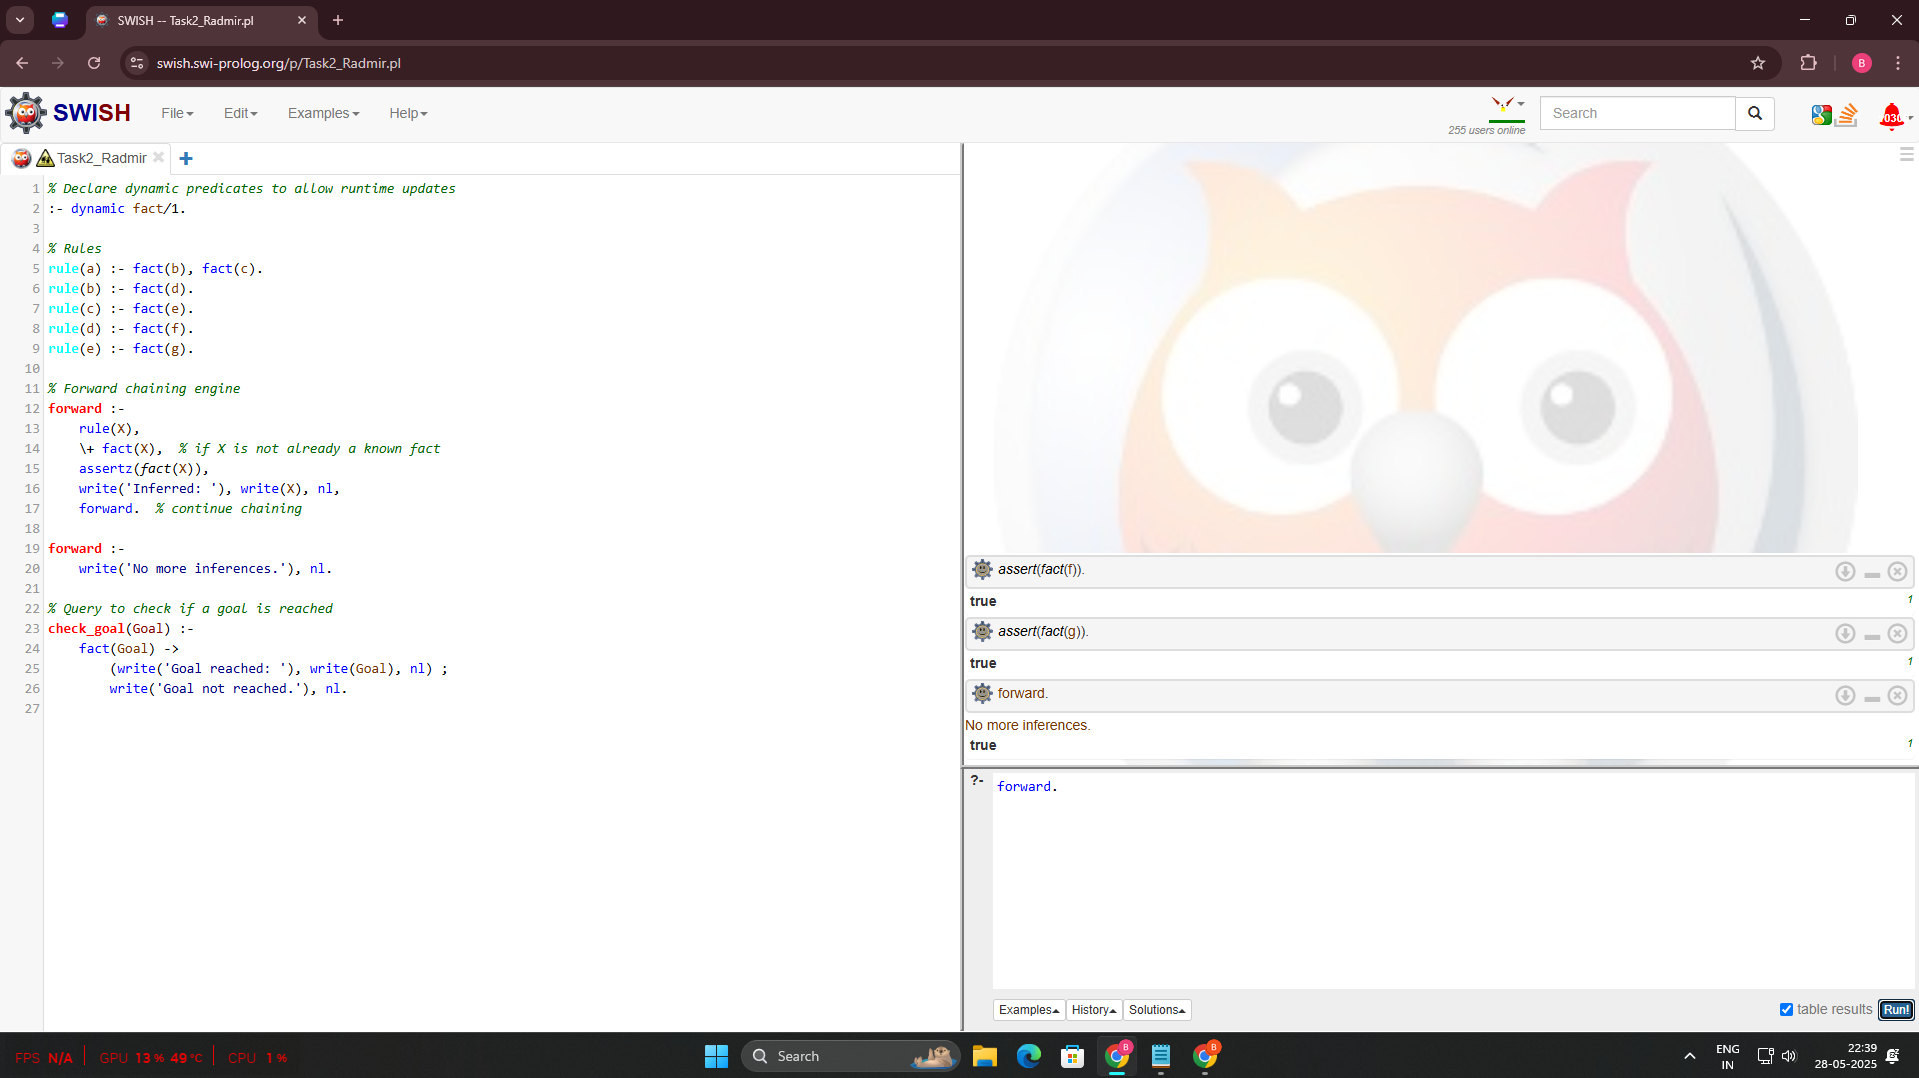 SWISH -- Task2_Radmir.pl
swish.swi-prolog.org/p/Task2_Radmir.pl
B
SWISH
File
Edit
Examples
Help
255 users online
Search
Task2_Radmir
1 % Declare dynamic predicates to allow runtime updates
2 :- dynamic fact/1.
3
4 % Rules
5 rule(a) :- fact(b), fact(c).
6 rule(b) :- fact(d).
7 rule(c) :- fact(e).
8 rule(d) :- fact(f).
9 rule(e) :- fact(g).
10
11 % Forward chaining engine
12 forward :-
13     rule(X),
14     \+ fact(X),  % if X is not already a known fact
15     assertz(fact(X)),
16     write('Inferred: '), write(X), nl,
17     forward.  % continue chaining
18
19 forward :-
20     write('No more inferences.'), nl.
21
22 % Query to check if a goal is reached
23 check_goal(Goal) :-
24     fact(Goal) ->
25         (write('Goal reached: '), write(Goal), nl) ;
26         write('Goal not reached.'), nl.
27
assert(fact(f)).
true
1
assert(fact(g)).
true
1
forward.
No more inferences.
true
1
?-
forward.
Examples
History
Solutions
table results
Run!
FPS N/A GPU 13 % 49 °C CPU 1 %
Search
B
B
ENG
IN
22:39
28-05-2025